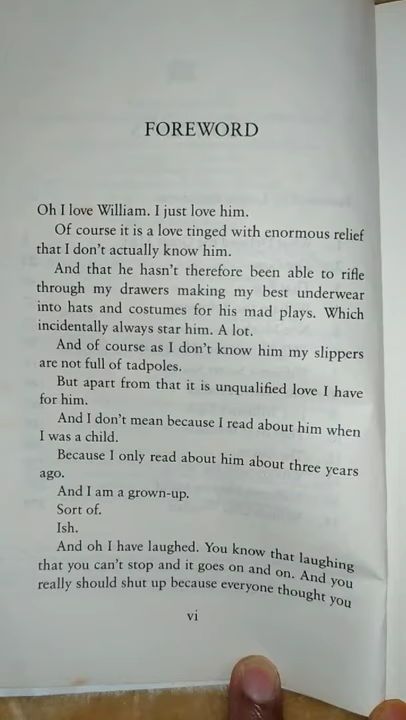 FOREWORD
Oh I love William. I just love him.
Of course it is a love tinged with enormous relief
that I don't actually know him.
And that he hasn't therefore been able to rifle
through my drawers making my best underwear
into hats and costumes for his mad plays. Which
incidentally always star him. A lot.
And of course as I don't know him my slippers
are not full of tadpoles.
But apart from that it is unqualified love I have
for him.
And I don't mean because I read about him when
I was a child.
Because I only read about him about three years
ago.
And I am a grown-up.
Sort of.
Ish.
And oh I have laughed. You know that laughing
that you can't stop and it goes on and on. And you
really should shut up because everyone thought you
vi